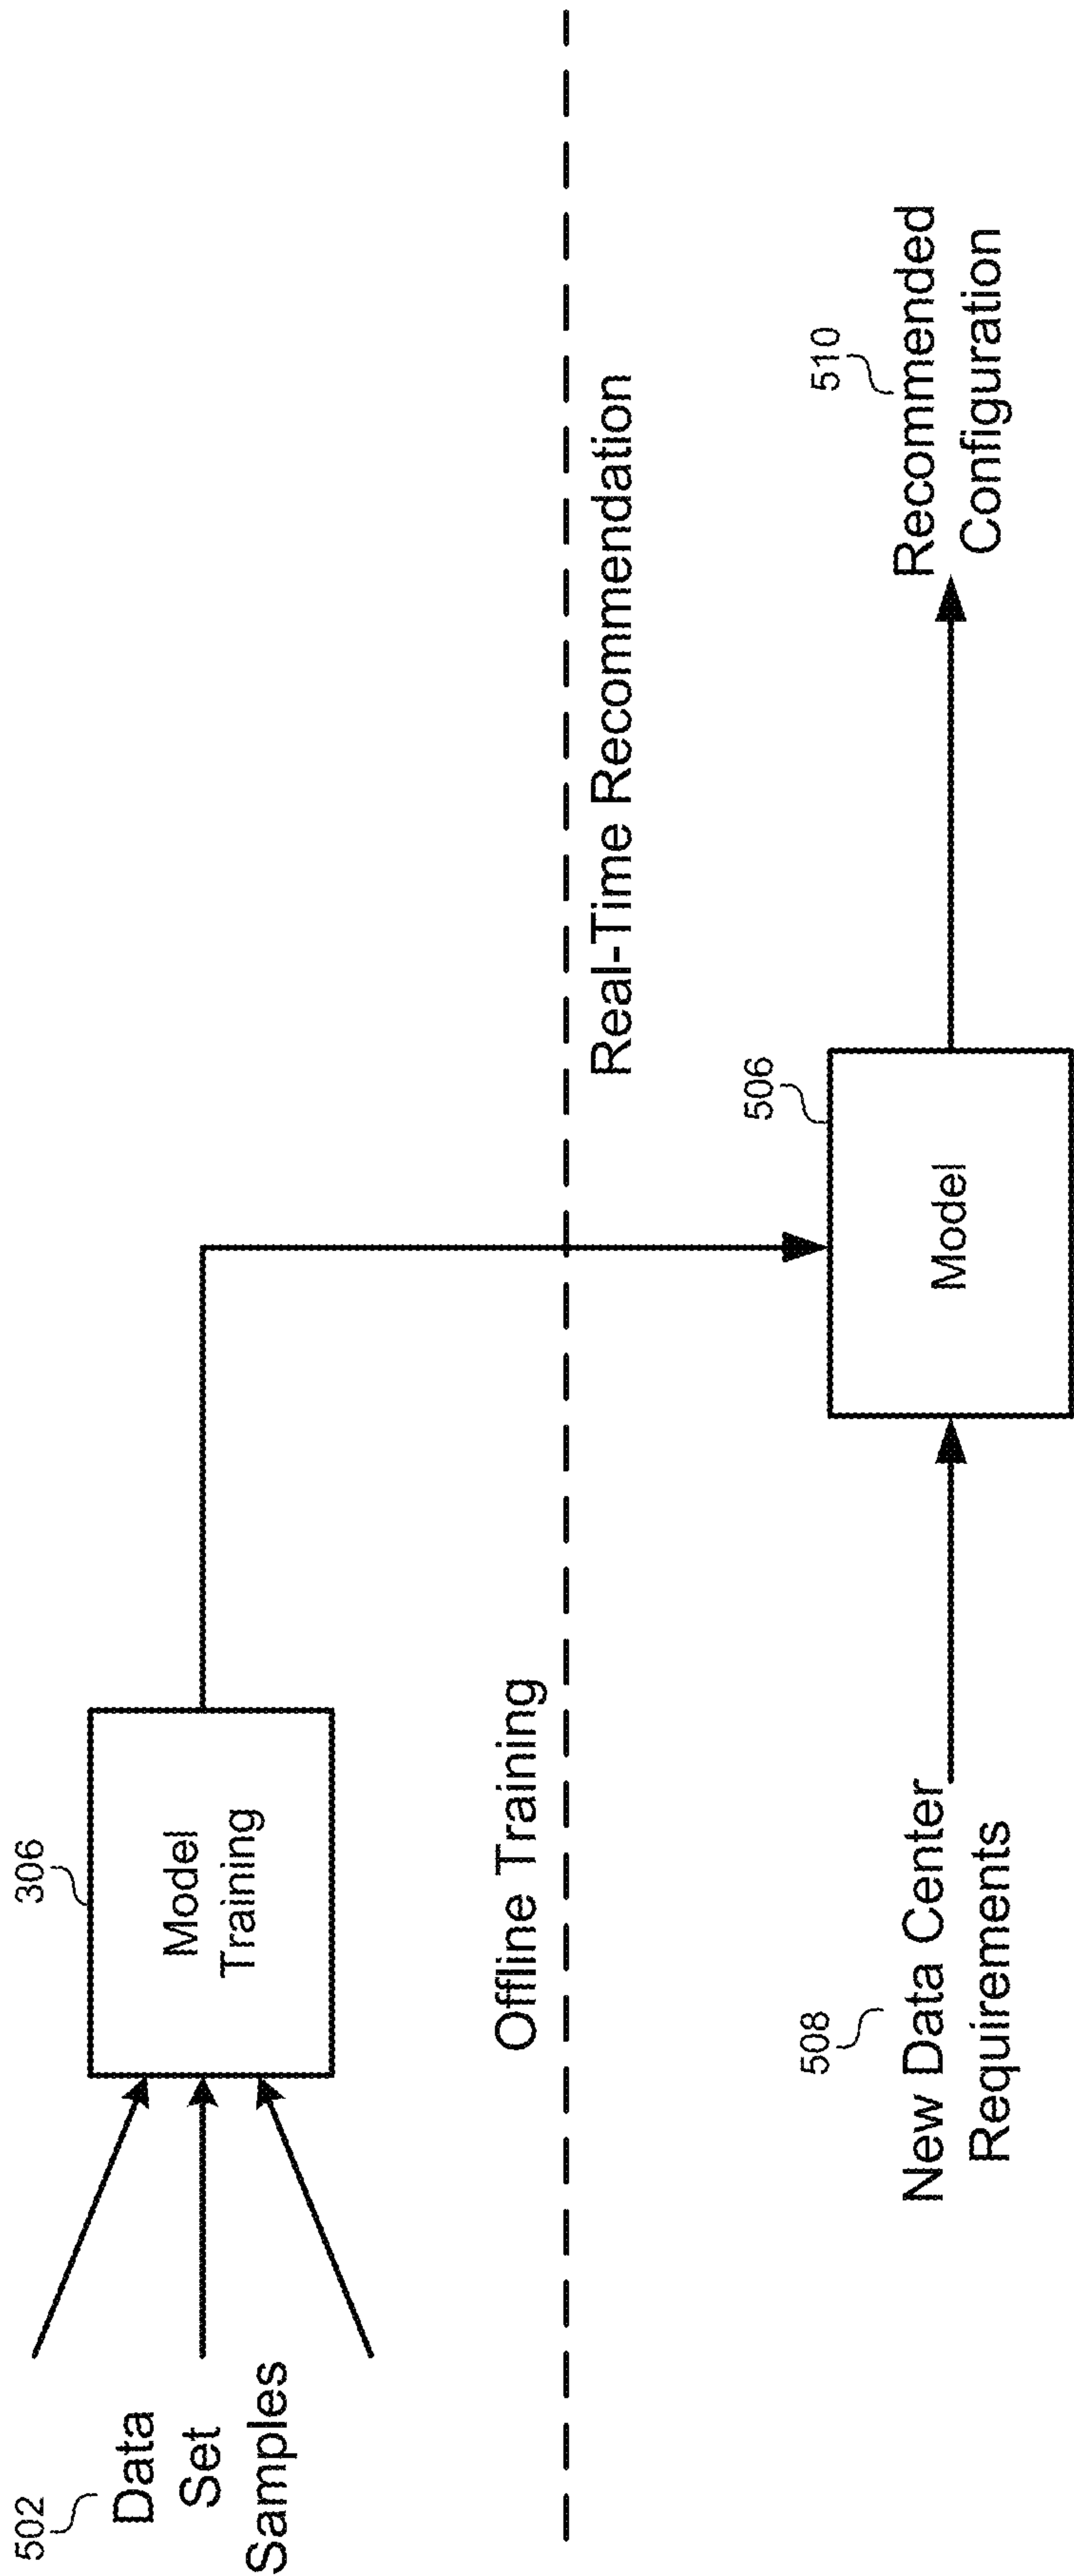 502
Data
Set
Samples
306
Model
Training
Offline Training
Real-Time Recommendation
508
New Data Center
Requirements
506
Model
510
Recommended
Configuration